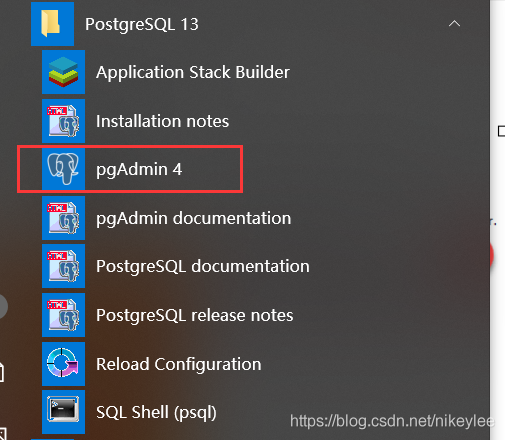 PostgreSQL 13
Application Stack Builder
Installation notes
pgAdmin 4
pgAdmin documentation
PostgreSQL documentation
PostgreSQL release notes
Reload Configuration
SQL Shell (psql)
https://blog.csdn.net/nikeylee